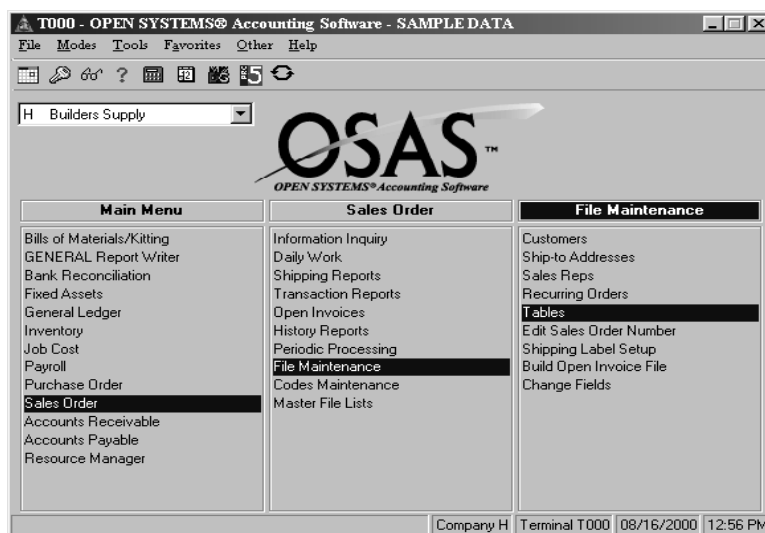 T000 - OPEN SYSTEMS® Accounting Software - SAMPLE DATA
File Modes Tools Favorites Other Help
H Builders Supply
OSAS™
OPEN SYSTEMS® Accounting Software
Main Menu
Bills of Materials/Kitting
GENERAL Report Writer
Bank Reconciliation
Fixed Assets
General Ledger
Inventory
Job Cost
Payroll
Purchase Order
Sales Order
Accounts Receivable
Accounts Payable
Resource Manager
Sales Order
Information Inquiry
Daily Work
Shipping Reports
Transaction Reports
Open Invoices
History Reports
Periodic Processing
File Maintenance
Codes Maintenance
Master File Lists
File Maintenance
Customers
Ship-to Addresses
Sales Reps
Recurring Orders
Tables
Edit Sales Order Number
Shipping Label Setup
Build Open Invoice File
Change Fields
Company H Terminal T000 08/16/2000 12:56 PM